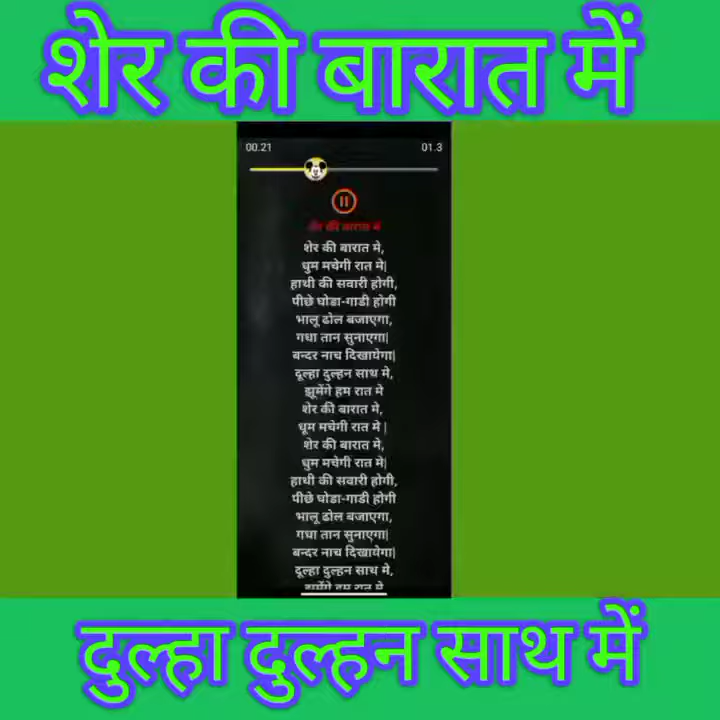 शेर की बारात में
00.21
01.3
शेर की बारात में
शेर की बारात मे,
धुम मचेगी रात मे|
हाथी की सवारी होगी,
पीछे घोडा-गाडी होगी
भालू ढोल बजाएगा,
गधा तान सुनाएगा|
बन्दर नाच दिखायेगा|
दूल्हा दुल्हन साथ मे,
झूमेंगे हम रात मे
शेर की बारात मे,
धूम मचेगी रात मे |
शेर की बारात मे,
धुम मचेगी रात मे|
हाथी की सवारी होगी,
पीछे घोडा-गाडी होगी
भालू ढोल बजाएगा,
गधा तान सुनाएगा|
बन्दर नाच दिखायेगा|
दूल्हा दुल्हन साथ मे,
दुल्हा दुल्हन साथ में